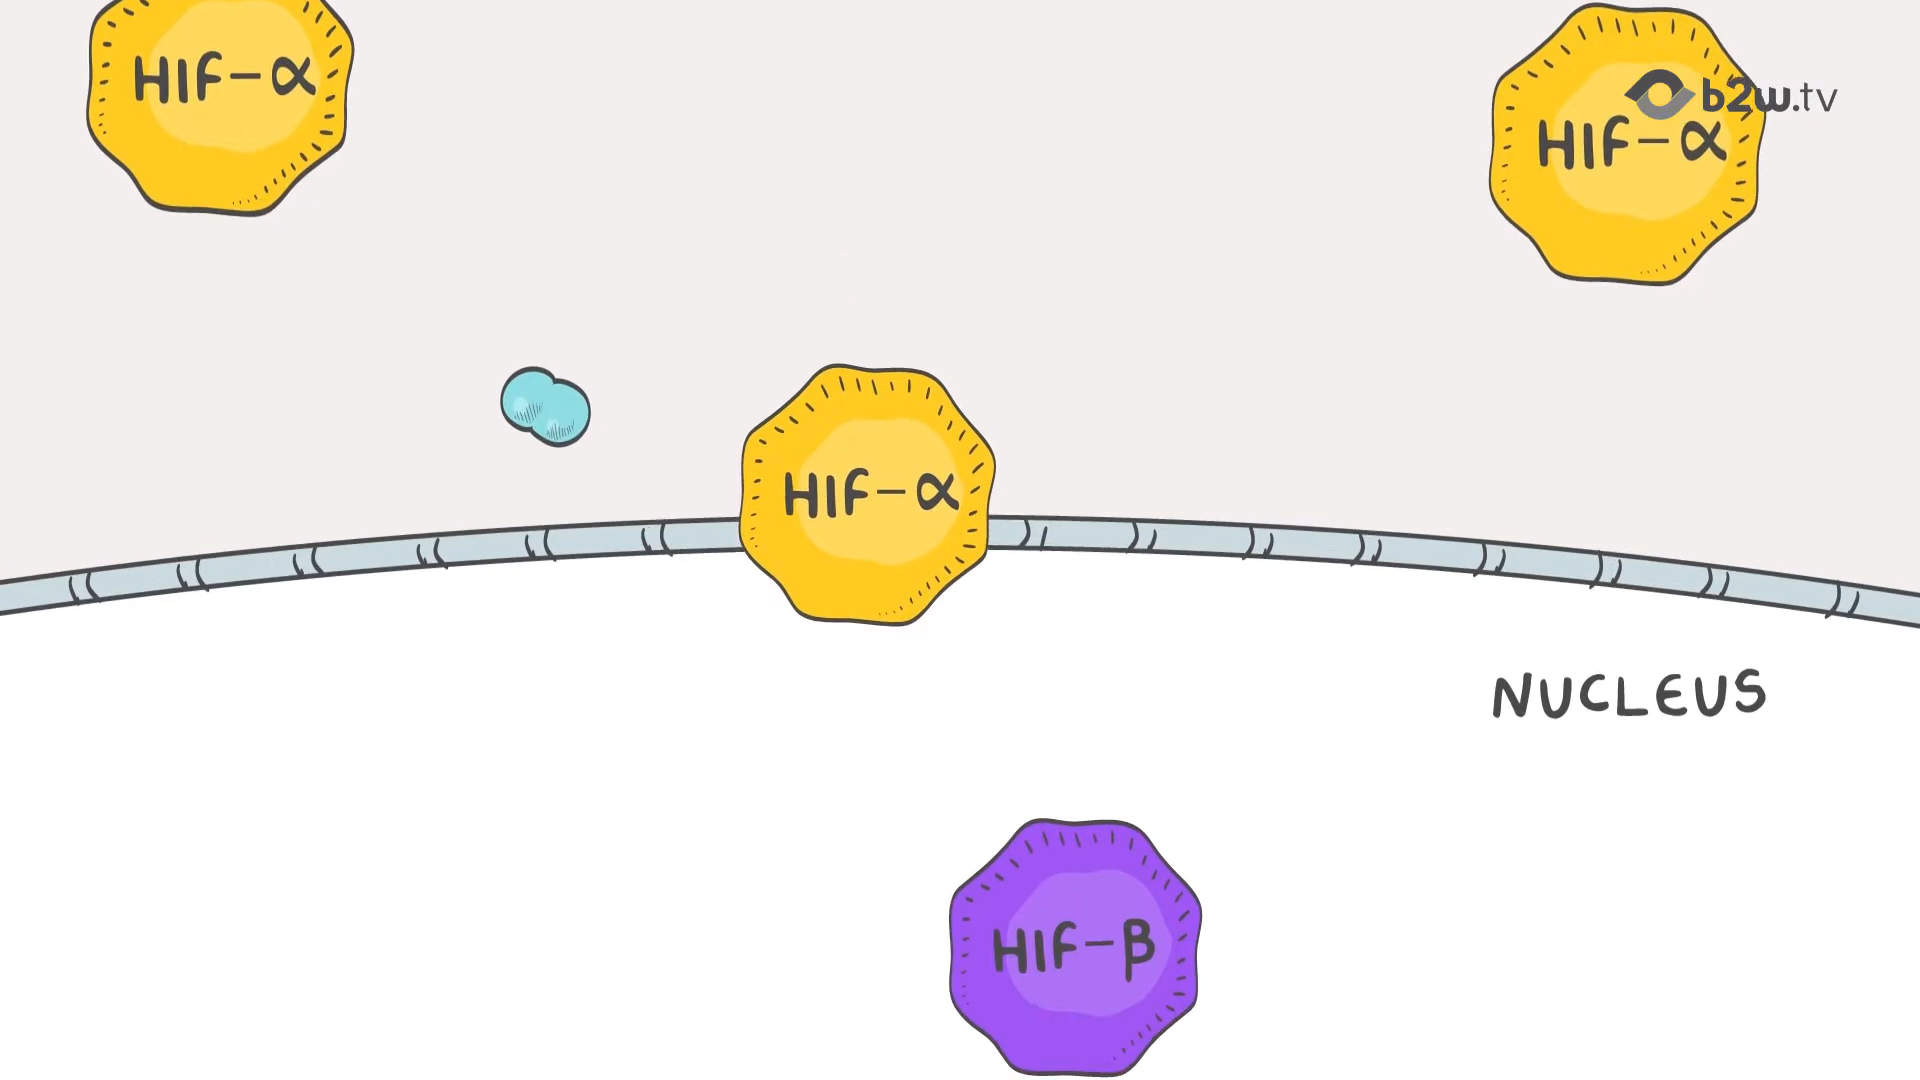 HIF-α
b2w.tv
HIF-α
HIF-α
NUCLEUS
HIF-β